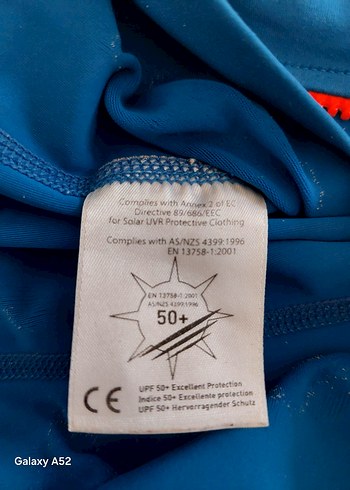 Complies with Annex 2 of EC
Directive 89/686/EEC
for Solar UVR Protective Clothing
Complies with AS/NZS 4399:1996
EN 13758-1:2001
EN 13758-1:2001
AS/NZS 4399:1996
50+
CE
UPF 50+ Excellent Protection
Indice 50+ Excellente protection
UPF 50+ Hervorragender Schutz
Galaxy A52